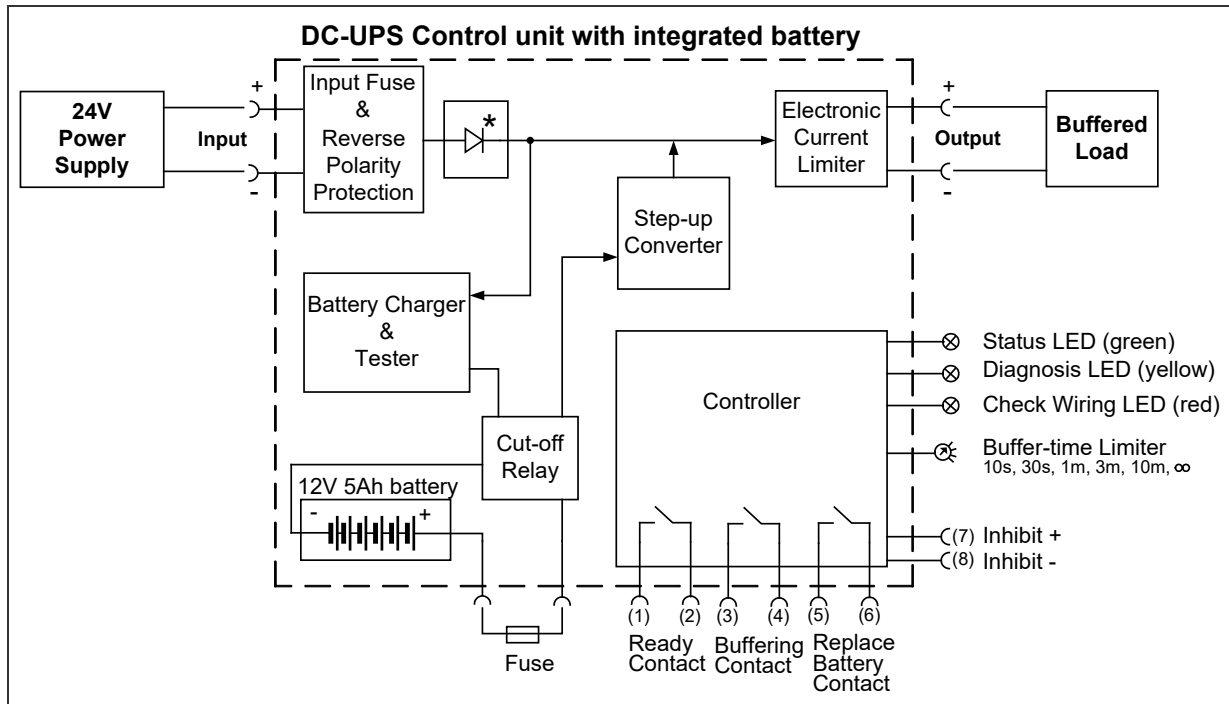 DC-UPS Control unit with integrated battery
24V
Power
Supply
+
Input
-
Input Fuse
&
Reverse
Polarity
Protection
*
Electronic
Current
Limiter
+
Output
-
Buffered
Load
Step-up
Converter
Battery Charger
&
Tester
Cut-off
Relay
12V 5Ah battery
- +
Fuse
Controller
Status LED (green)
Diagnosis LED (yellow)
Check Wiring LED (red)
Buffer-time Limiter
10s, 30s, 1m, 3m, 10m, ∞
(7) Inhibit +
(8) Inhibit -
(1) (2) (3) (4) (5) (6)
Ready
Contact
Buffering
Contact
Replace
Battery
Contact